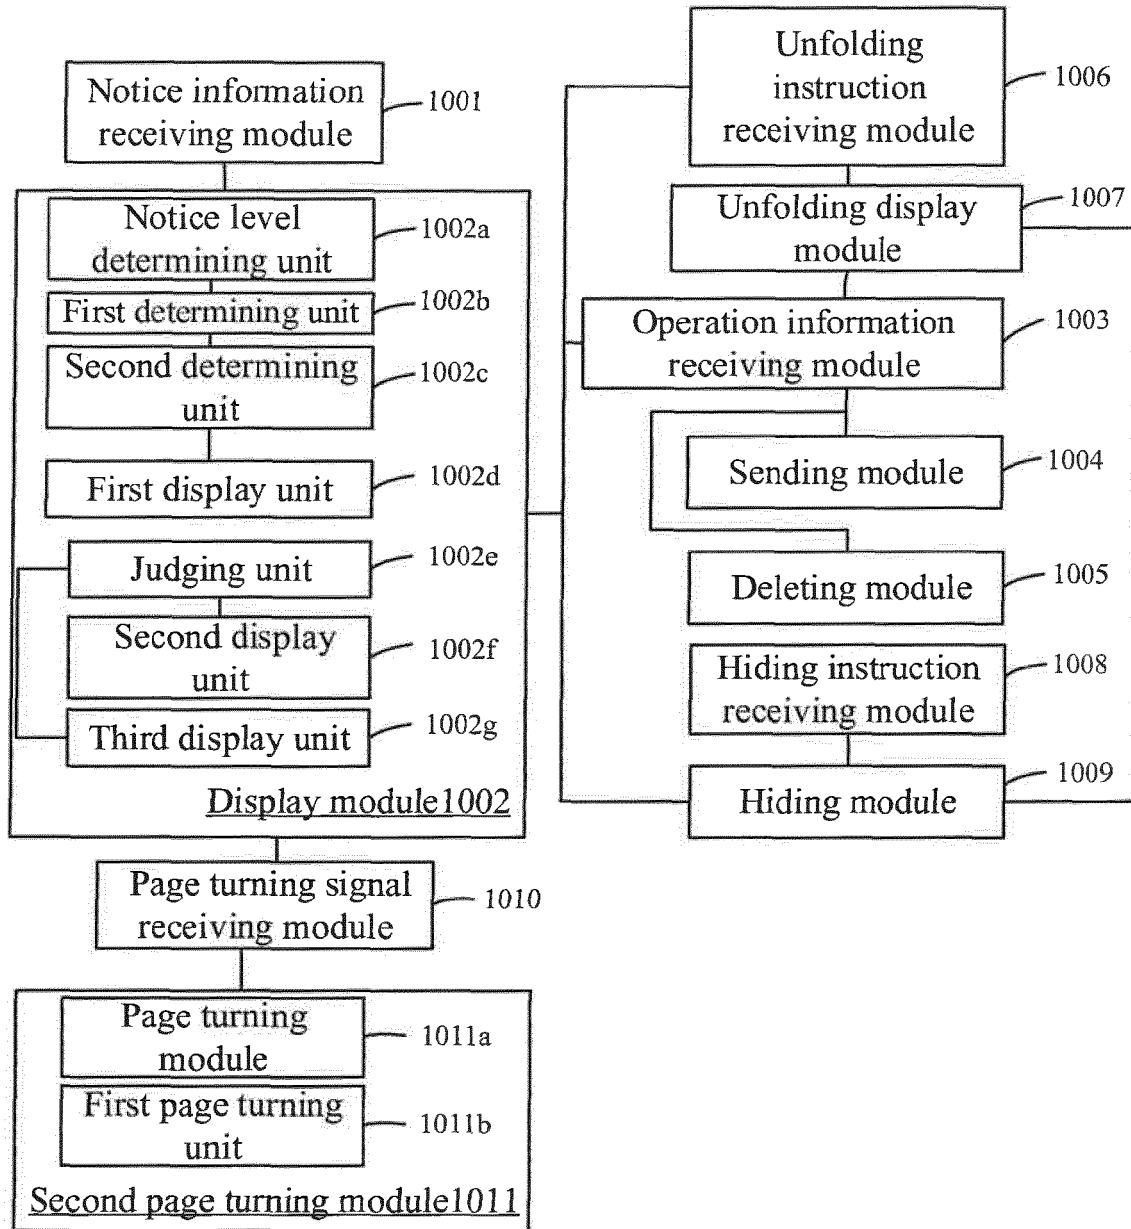 Notice information
receiving module
1001
Notice level
determining unit
1002a
First determining unit
1002b
Second determining
unit
1002c
First display unit
1002d
Judging unit
1002e
Second display
unit
1002f
Third display unit
1002g
Display module1002
Page turning signal
receiving module
1010
Page turning
module
1011a
First page turning
unit
1011b
Second page turning module1011
Unfolding
instruction
receiving module
1006
Unfolding display
module
1007
Operation information
receiving module
1003
Sending module
1004
Deleting module
1005
Hiding instruction
receiving module
1008
Hiding module
1009